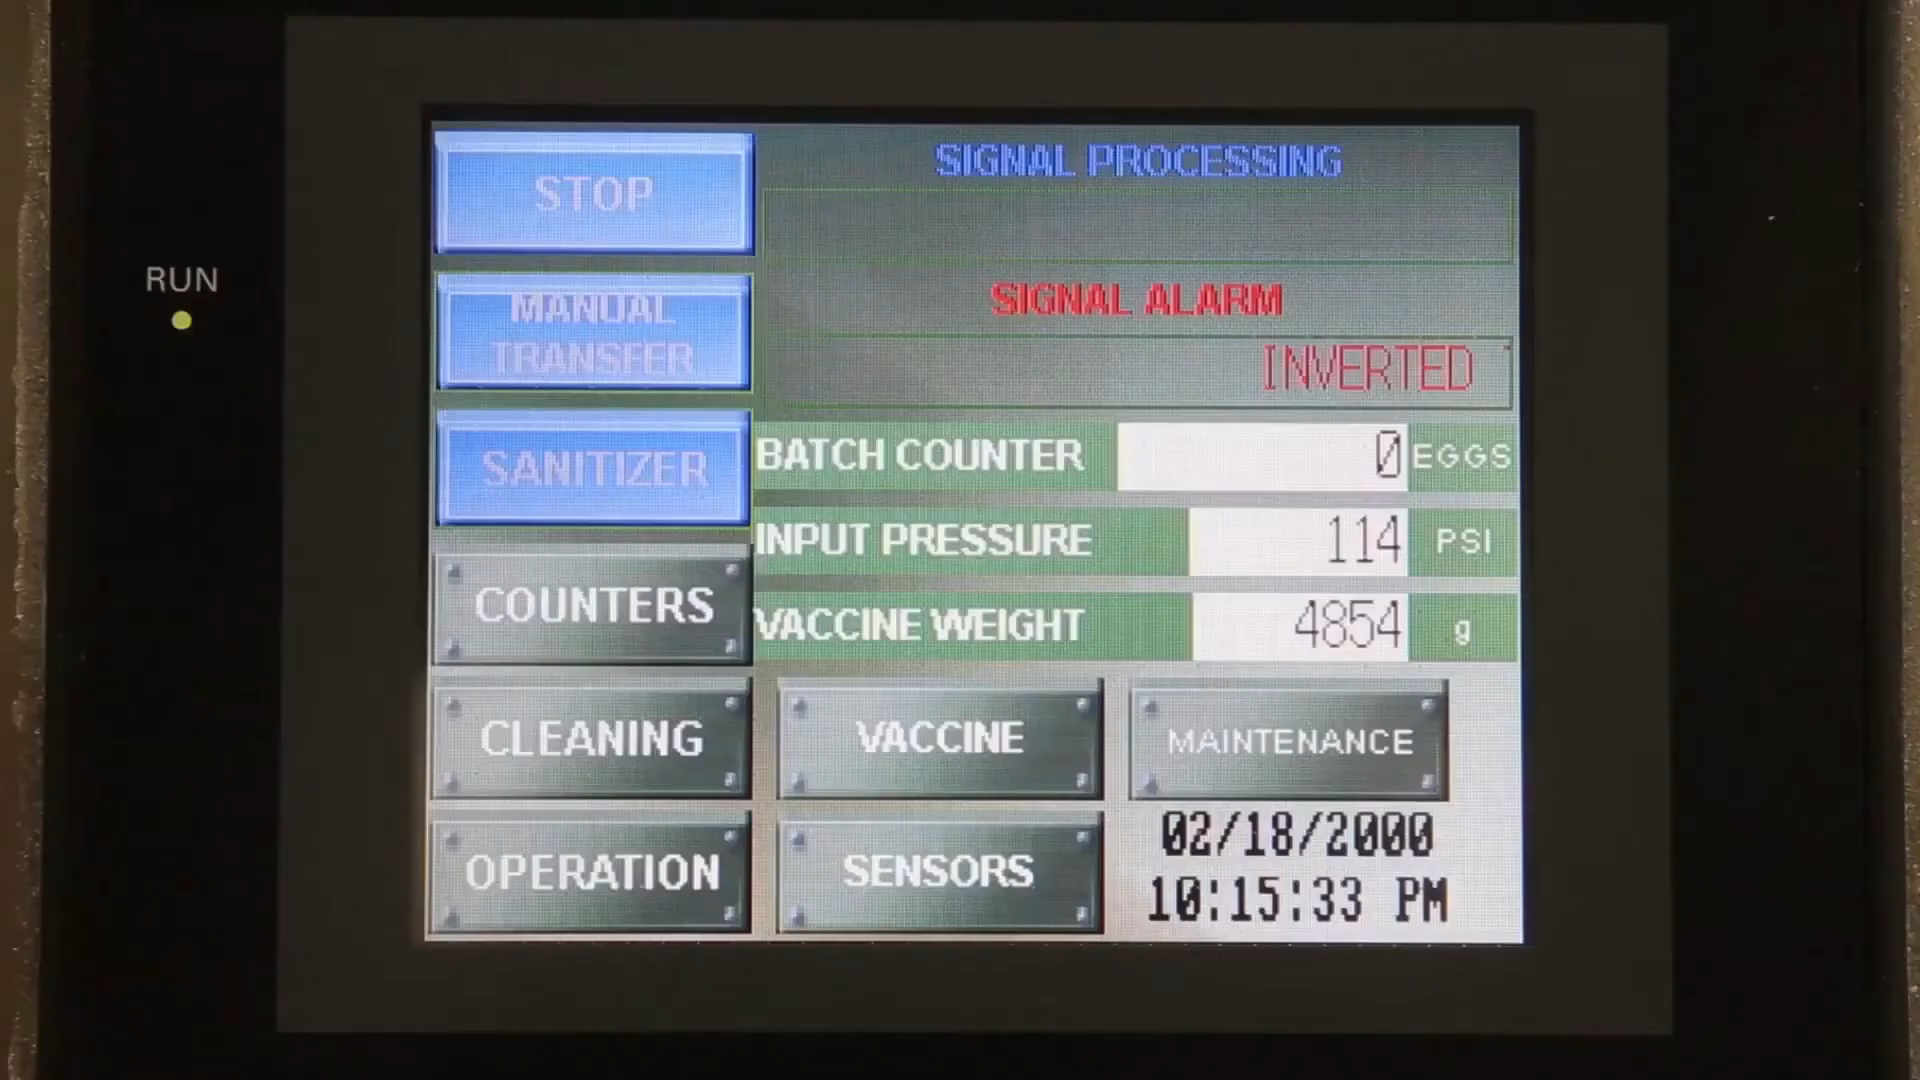 RUN
STOP
MANUAL
TRANSFER
SANITIZER
COUNTERS
CLEANING
OPERATION
SIGNAL PROCESSING
SIGNAL ALARM
INVERTED
BATCH COUNTER 0 EGGS
INPUT PRESSURE 114 PSI
VACCINE WEIGHT 4854 g
VACCINE
MAINTENANCE
SENSORS
02/18/2000
10:15:33 PM